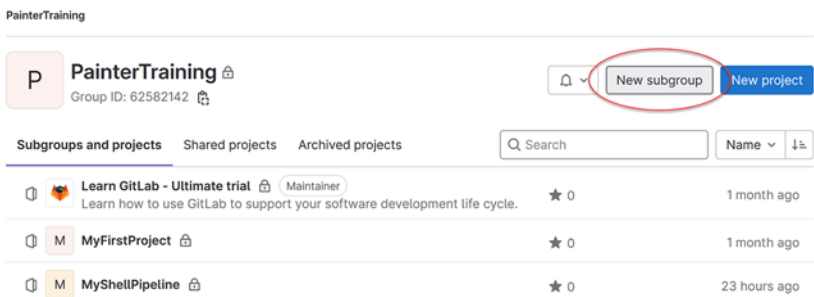 PainterTraining
P
PainterTraining
Group ID: 62582142
New subgroup
New project
Subgroups and projects Shared projects Archived projects
Search
Name
Learn GitLab - Ultimate trial Maintainer
Learn how to use GitLab to support your software development life cycle.
0
1 month ago
M MyFirstProject
0
1 month ago
M MyShellPipeline
0
23 hours ago